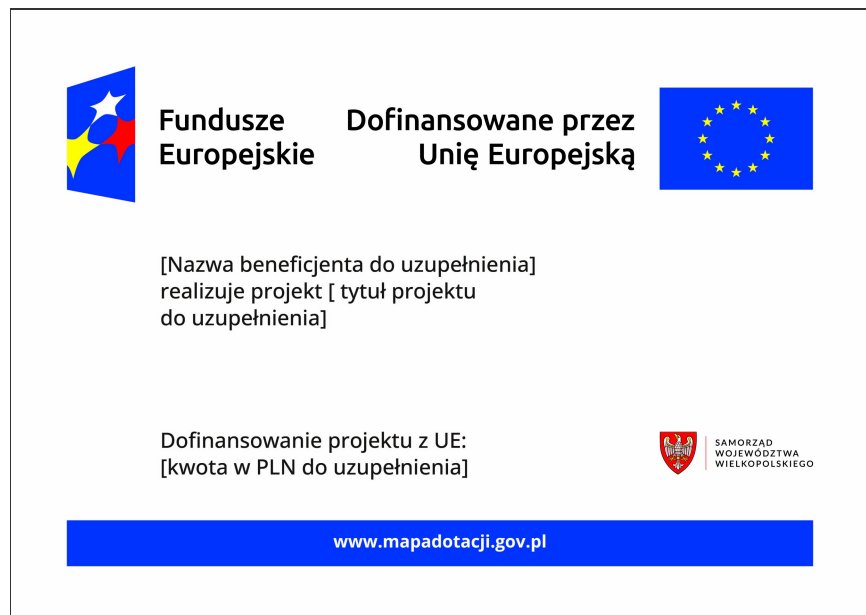 Fundusze
Europejskie
Dofinansowane przez
Unię Europejską
[Nazwa beneficjenta do uzupełnienia]
realizuje projekt [ tytuł projektu
do uzupełnienia]
Dofinansowanie projektu z UE:
[kwota w PLN do uzupełnienia]
SAMORZĄD
WOJEWÓDZTWA
WIELKOPOLSKIEGO
www.mapadotacji.gov.pl